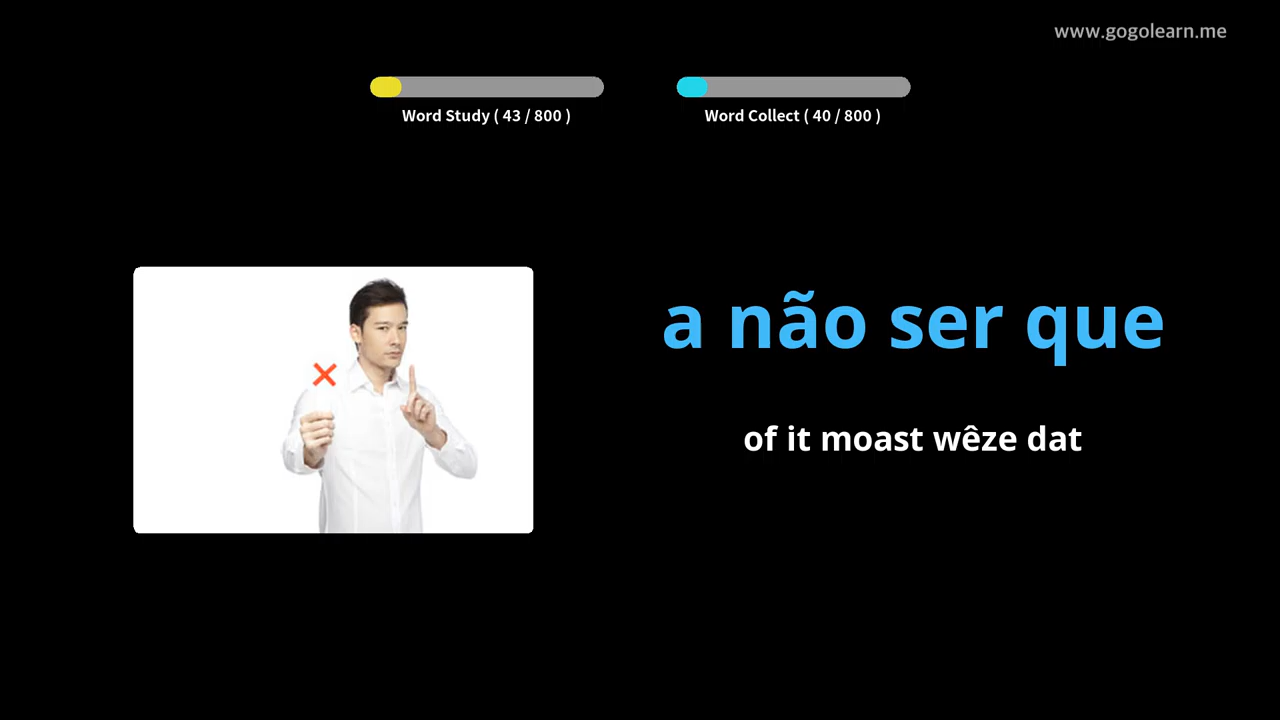 www.gogolearn.me
Word Study ( 43 / 800 )
Word Collect ( 40 / 800 )
a não ser que
of it moast wêze dat